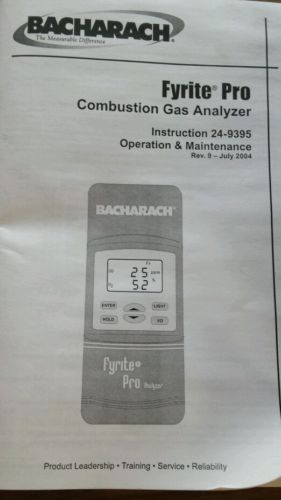 BACHARACH®
The Measurable Difference
Fyrite® Pro
Combustion Gas Analyzer
Instruction 24-9395
Operation & Maintenance
Rev. 9 – July 2004
BACHARACH®
25 ppm
52 %
ENTER
LIGHT
HOLD
I/O
Fyrite®
Pro Analyzer
Product Leadership • Training • Service • Reliability